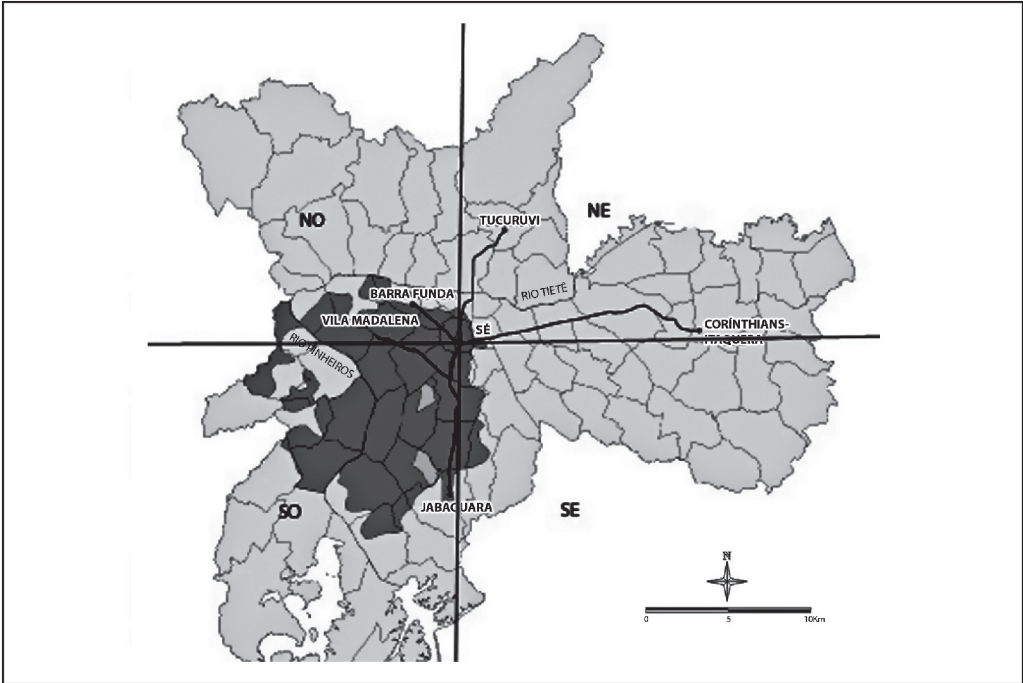 NO
NE
TUCURUVI
RIO TIETÊ
BARRA FUNDA
VILA MADALENA
SÉ
CORÍNTHIANS-
ITAQUERA
RIO PINHEIROS
SO
JABAQUARA
SE
N
0 5 10Km